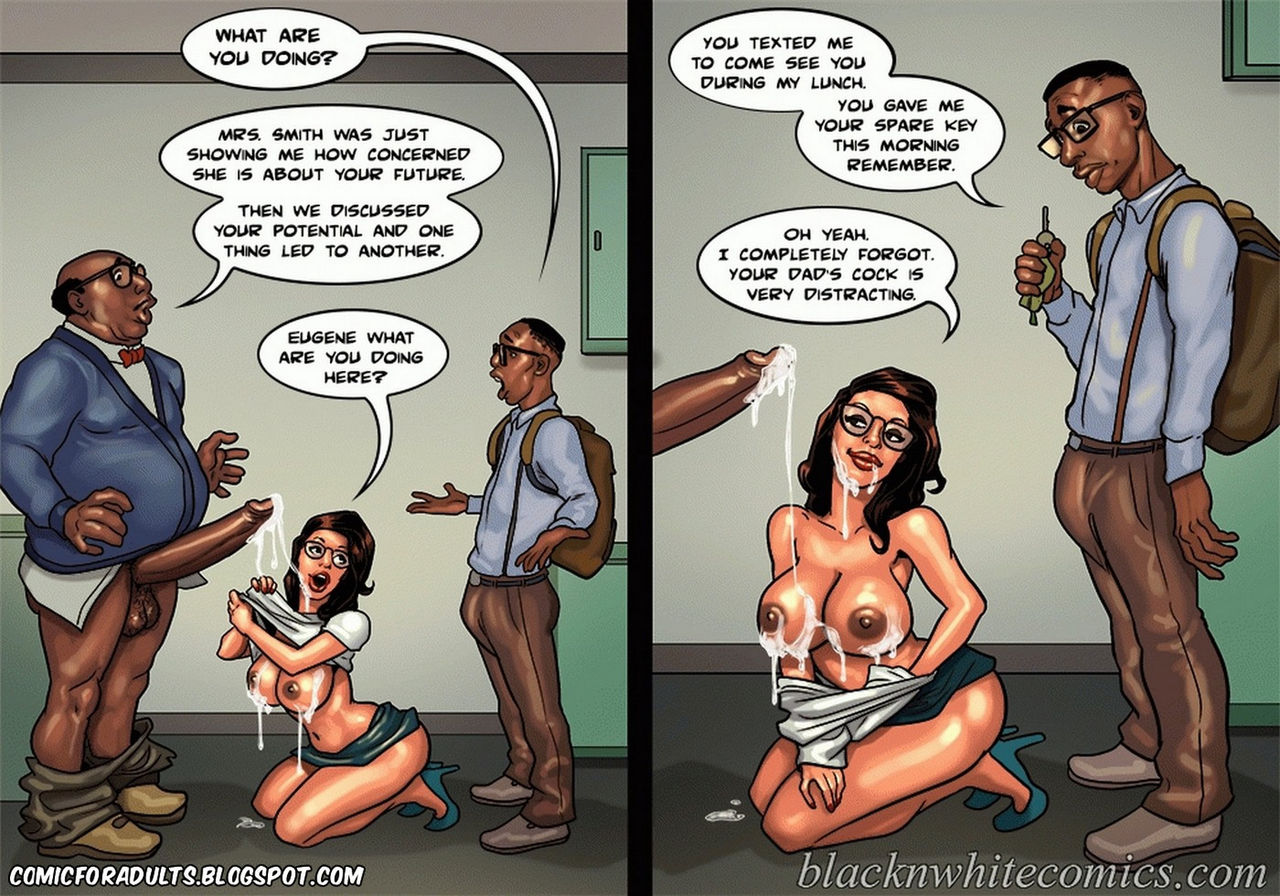 WHAT ARE
YOU DOING?
MRS. SMITH WAS JUST
SHOWING ME HOW CONCERNED
SHE IS ABOUT YOUR FUTURE.
THEN WE DISCUSSED
YOUR POTENTIAL AND ONE
THING LED TO ANOTHER.
EUGENE WHAT
ARE YOU DOING
HERE?
YOU TEXTED ME
TO COME SEE YOU
DURING MY LUNCH.
YOU GAVE ME
YOUR SPARE KEY
THIS MORNING
REMEMBER.
OH YEAH.
I COMPLETELY FORGOT.
YOUR DAD'S COCK IS
VERY DISTRACTING.
COMICFORADULTS.BLOGSPOT.COM
blacknwhitecomics.com